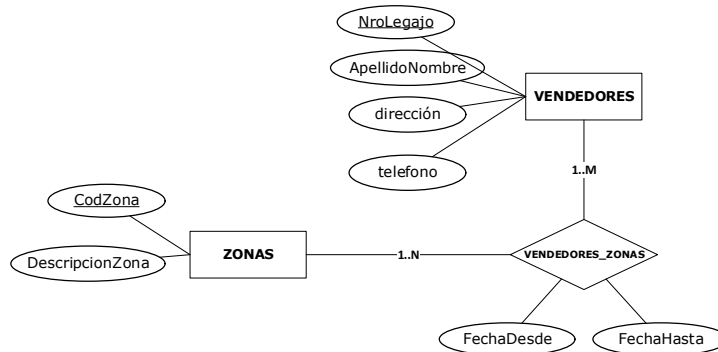 NroLegajo
ApellidoNombre
VENDEDORES
dirección
telefono
1..M
CodZona
ZONAS
1..N
VENDEDORES_ZONAS
DescripcionZona
FechaDesde
FechaHasta